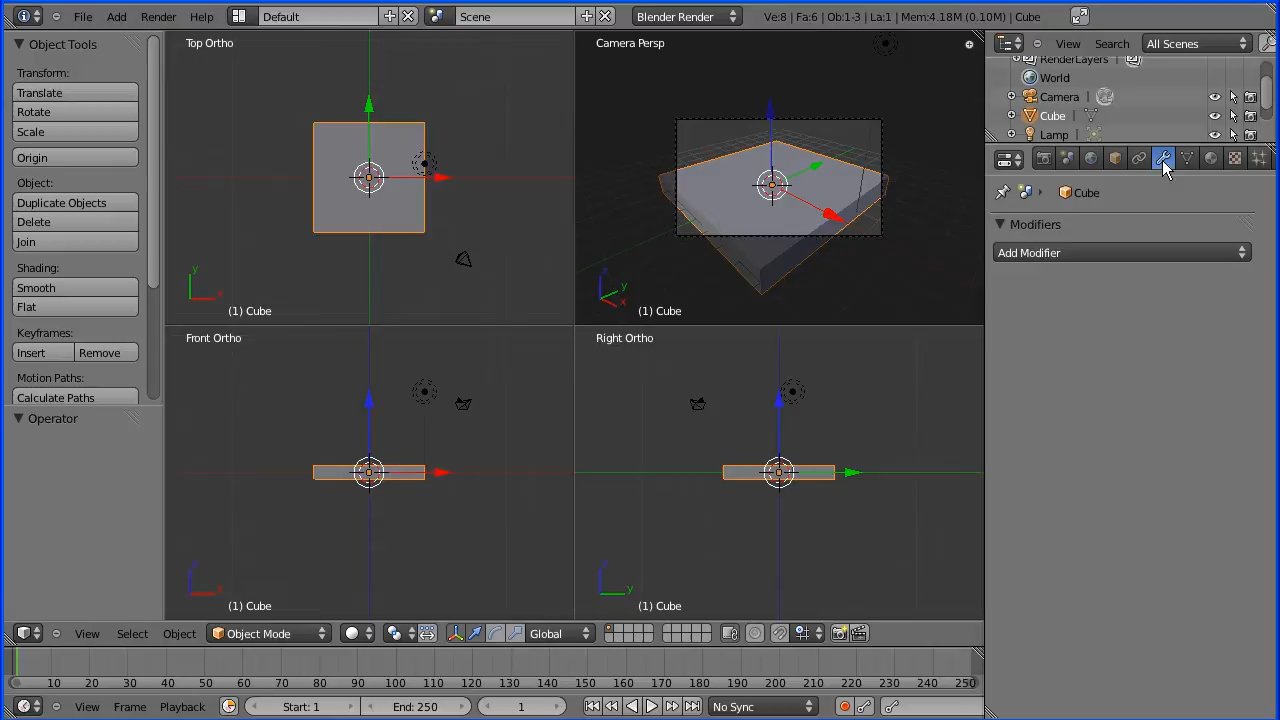 File Add Render Help Default Scene Blender Render Ve:8 | Fa:6 | Ob:1-3 | La:1 | Mem:4.18M (0.10M) | Cube
Object Tools
Transform:
Translate
Rotate
Scale
Origin
Object:
Duplicate Objects
Delete
Join
Shading:
Smooth
Flat
Keyframes:
Insert Remove
Motion Paths:
Calculate Paths
Operator
Top Ortho
y
x
(1) Cube
Camera Persp
z
y
x
(1) Cube
Front Ortho
z
x
(1) Cube
Right Ortho
z
y
(1) Cube
View Search All Scenes
RenderLayers |
World
Camera |
Cube |
Lamp |
Cube
Modifiers
Add Modifier
View Select Object Object Mode Global
10 20 30 40 50 60 70 80 90 100 110 120 130 140 150 160 170 180 190 200 210 220 230 240 250
View Frame Playback Start: 1 End: 250 1 No Sync